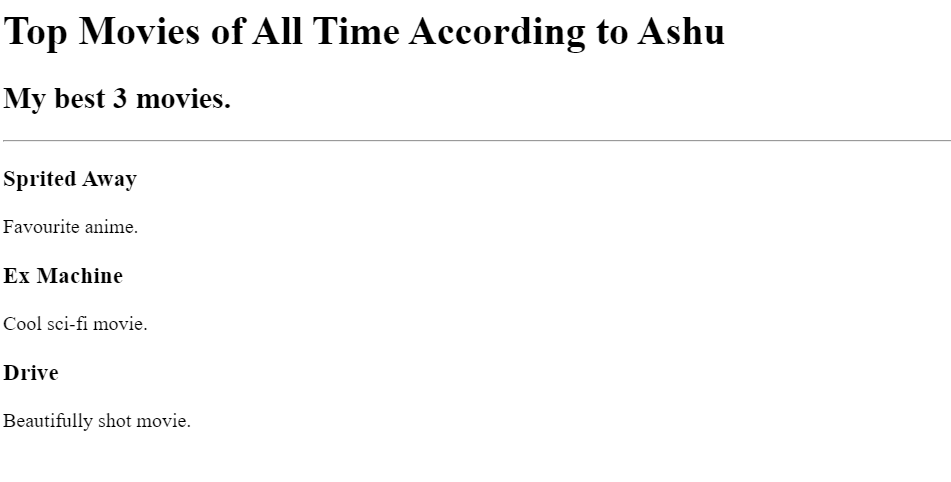 Top Movies of All Time According to Ashu
My best 3 movies.
Sprited Away
Favourite anime.
Ex Machine
Cool sci-fi movie.
Drive
Beautifully shot movie.